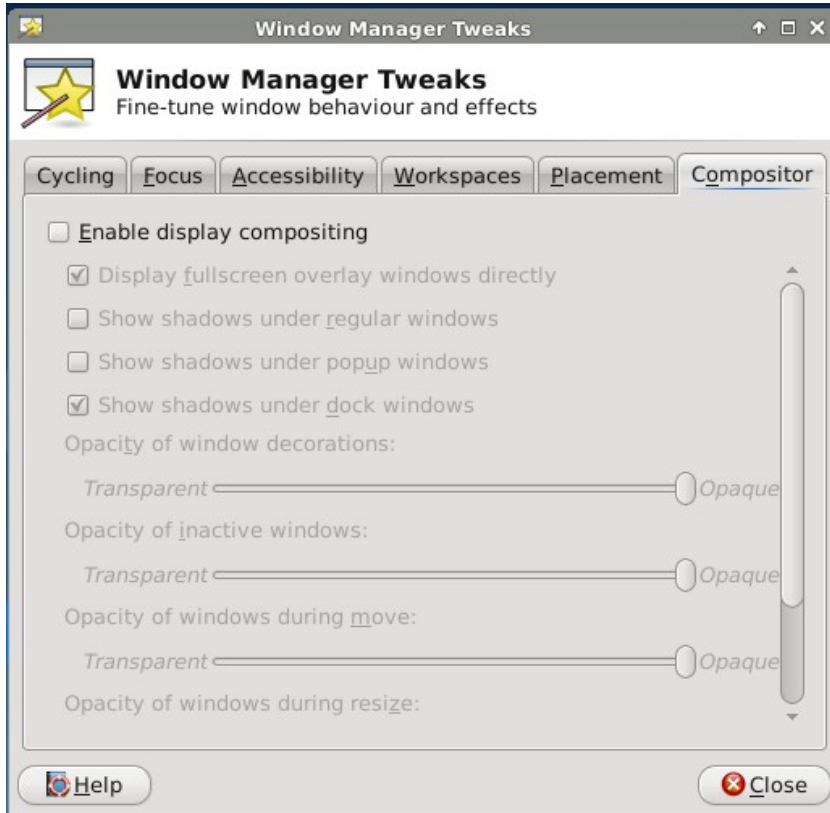 Window Manager Tweaks
Window Manager Tweaks
Fine-tune window behaviour and effects
Cycling Focus Accessibility Workspaces Placement Compositor
Enable display compositing
Display fullscreen overlay windows directly
Show shadows under regular windows
Show shadows under popup windows
Show shadows under dock windows
Opacity of window decorations:
Transparent Opaque
Opacity of inactive windows:
Transparent Opaque
Opacity of windows during move:
Transparent Opaque
Opacity of windows during resize:
Help Close